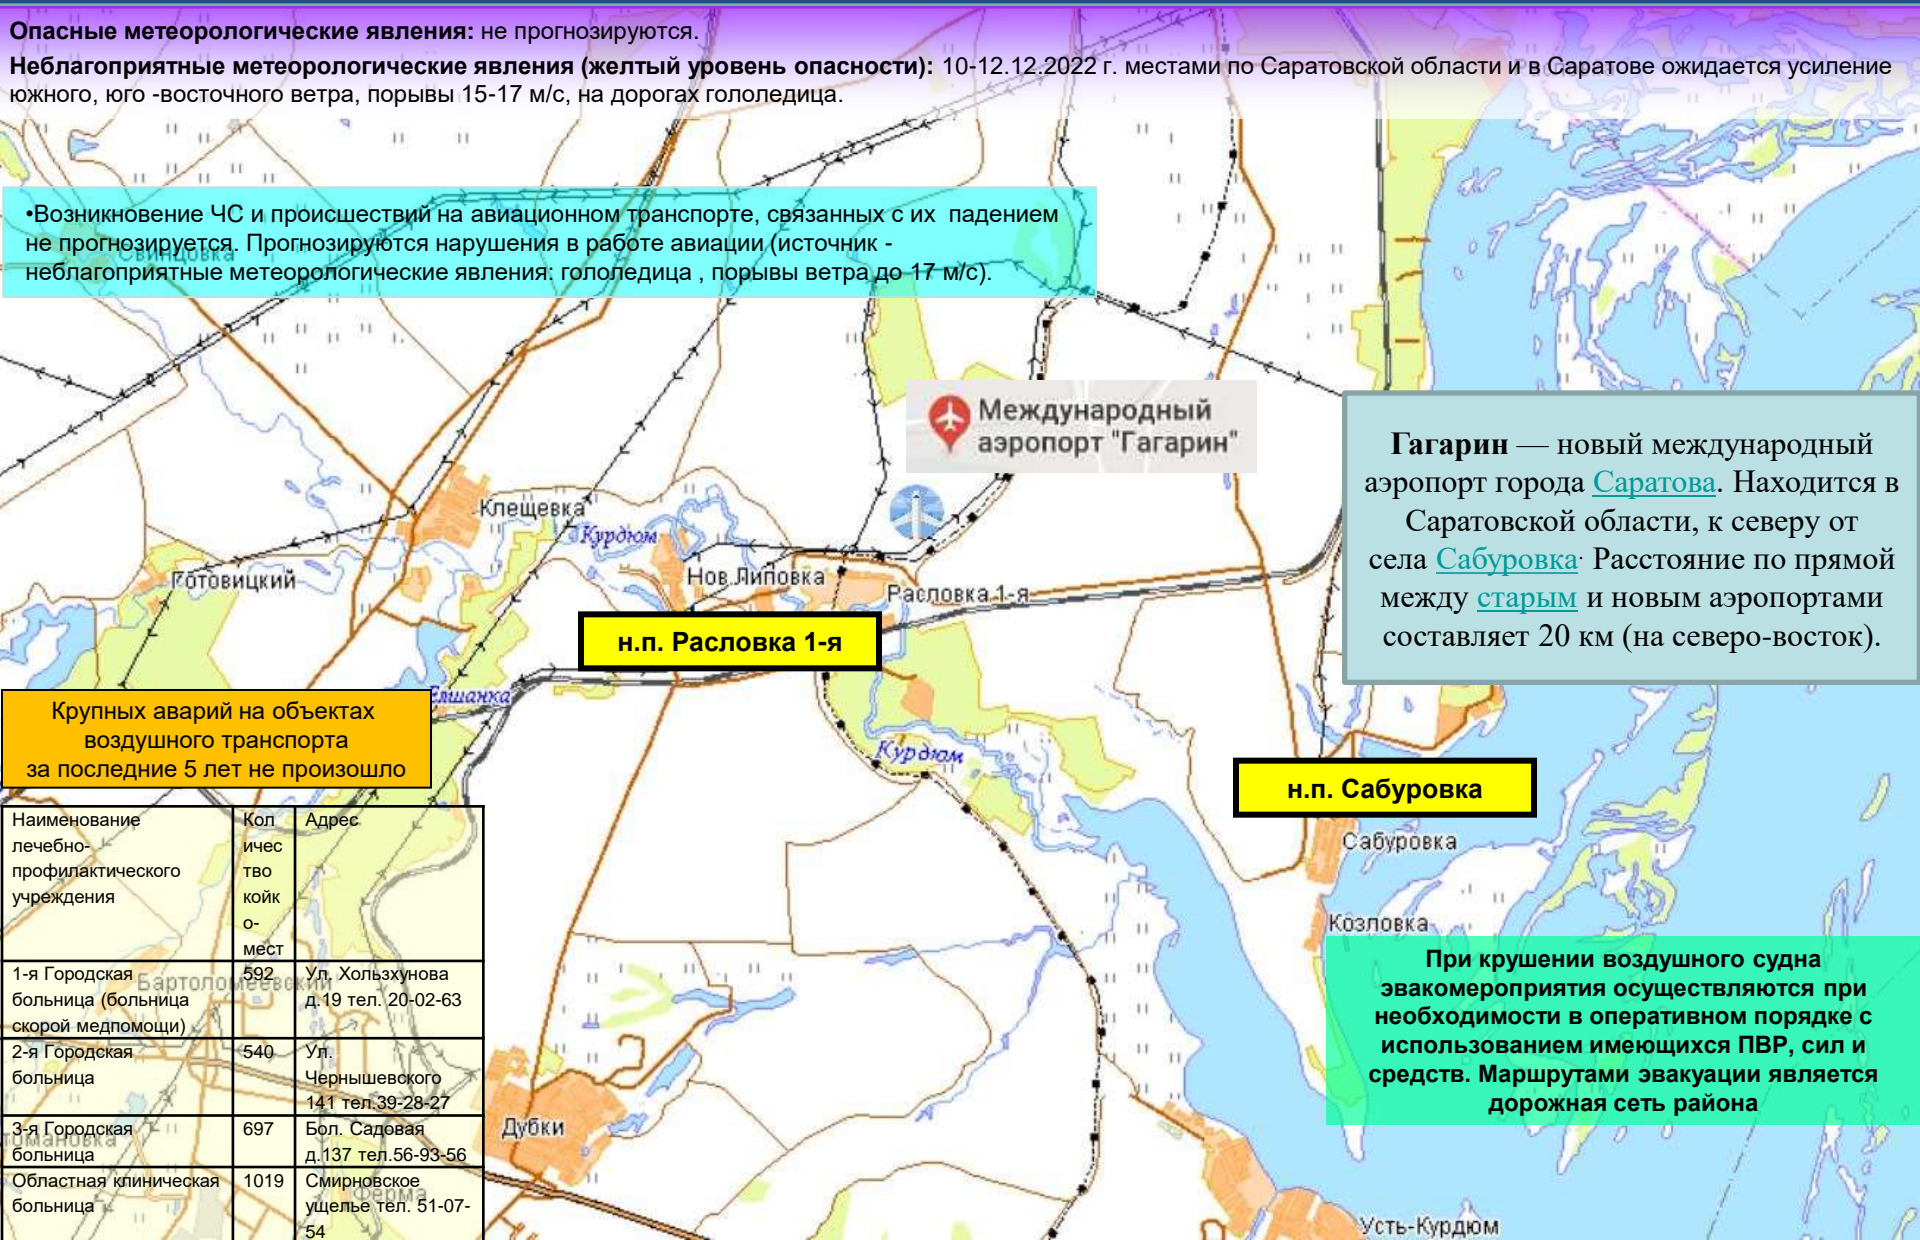 Опасные метеорологические явления: не прогнозируются.
Неблагоприятные метеорологические явления (желтый уровень опасности): 10-12.12.2022 г. местами по Саратовской области и в Саратове ожидается усиление
южного, юго -восточного ветра, порывы 15-17 м/с, на дорогах гололедица.
•Возникновение ЧС и происшествий на авиационном транспорте, связанных с их падением
не прогнозируется. Прогнозируются нарушения в работе авиации (источник -
неблагоприятные метеорологические явления: гололедица , порывы ветра до 17 м/с).
Свинцовка
Международный
аэропорт "Гагарин"
Гагарин — новый международный
аэропорт города Саратова. Находится в
Саратовской области, к северу от
села Сабуровка. Расстояние по прямой
между старым и новым аэропортами
составляет 20 км (на северо-восток).
Клещевка
Курдюм
Готовицкий
Нов.Липовка
Расловка 1-я
н.п. Расловка 1-я
Елшанка
Крупных аварий на объектах
воздушного транспорта
за последние 5 лет не произошло
Курдюм
н.п. Сабуровка
Сабуровка
Козловка
При крушении воздушного судна
эвакомероприятия осуществляются при
необходимости в оперативном порядке с
использованием имеющихся ПВР, сил и
средств. Маршрутами эвакуации является
дорожная сеть района
Наименование
лечебно-
профилактического
учреждения
Кол
ичес
тво
койк
о-
мест
Адрес
1-я Городская
больница (больница
скорой медпомощи)
592
Ул. Хользхунова
д.19 тел. 20-02-63
Бартоломеевский
2-я Городская
больница
540
Ул.
Чернышевского
141 тел.39-28-27
3-я Городская
больница
697
Бол. Садовая
д.137 тел.56-93-56
Областная клиническая
больница
1019
Смирновское
ущелье тел. 51-07-
54
Ферма
Дубки
Усть-Курдюм